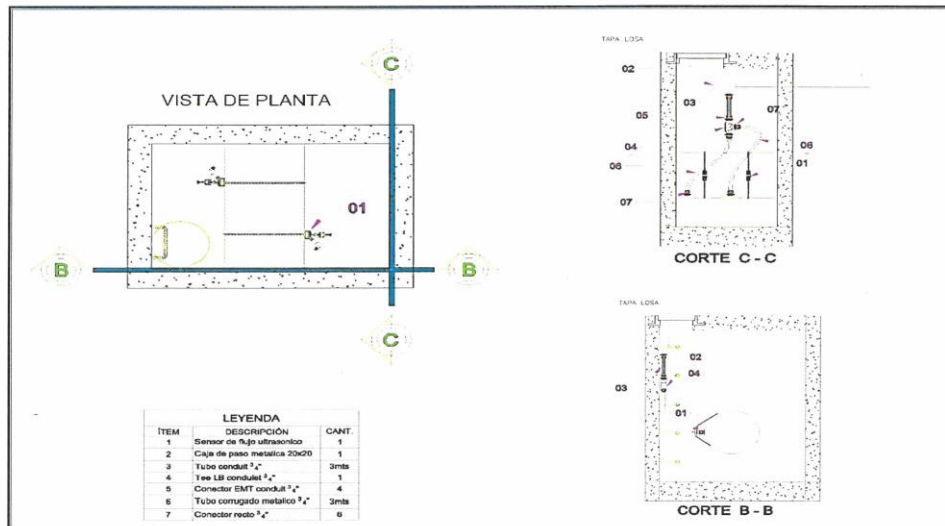 VISTA DE PLANTA
C
01
B
B
C
TAPA LOSA
02
03
07
05
04
06
06
01
07
CORTE C - C
TAPA LOSA
02
04
03
01
CORTE B - B
LEYENDA
ÍTEM DESCRIPCIÓN CANT.
1 Sensor de flujo ultrasonico 1
2 Caja de paso metalica 20x20 1
3 Tubo conduit ¾" 3mts
4 Tee LB condulet ¾" 1
5 Conector EMT conduit ¾" 4
6 Tubo corrugado metalico ¾" 3mts
7 Conector recto ¾" 6